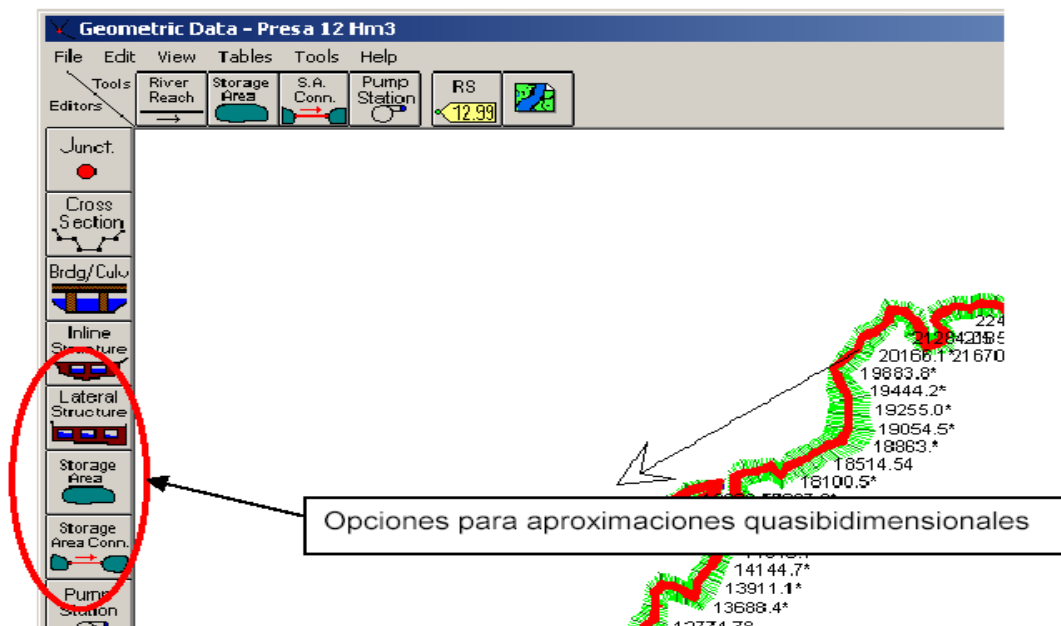 Geometric Data - Presa 12 Hm3
File Edit View Tables Tools Help
Tools
Editors
River
Reach
Storage
Area
S.A.
Conn.
Pump
Station
RS
12.99
Junct.
Cross
Section
Brdg/Culv
Inline
Structure
Lateral
Structure
Storage
Area
Storage
Area Conn.
Pump
Station
224
20166.1*21670
19883.8*
19444.2*
19255.0*
19054.5*
18863.*
18514.54
18100.5*
Opciones para aproximaciones quasibidimensionales
14144.7*
13911.1*
13688.4*